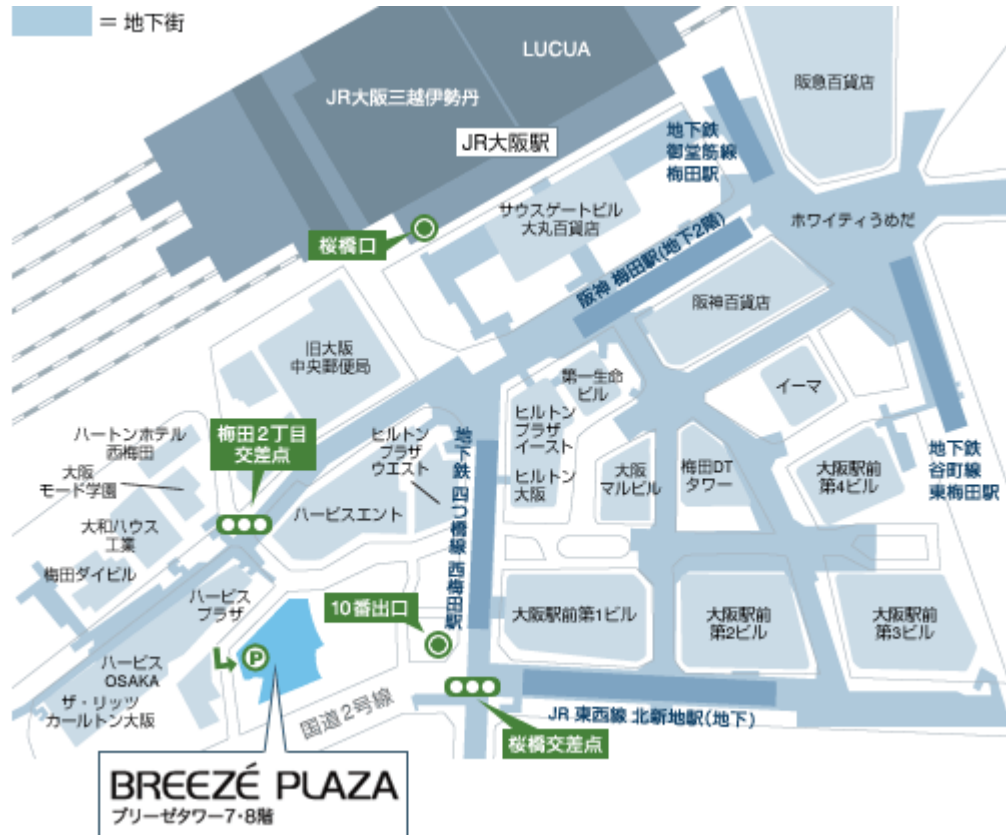 = 地下街
LUCUA
JR大阪三越伊勢丹
JR大阪駅
阪急百貨店
地下鉄
御堂筋線
梅田駅
サウスゲートビル
大丸百貨店
ホワイティうめだ
桜橋口
阪神 梅田駅(地下2階)
阪神百貨店
旧大阪
中央郵便局
第一生命
ビル
イーマ
ハートンホテル
西梅田
梅田2丁目
交差点
ヒルトン
プラザ
ウエスト
ヒルトン
プラザ
イースト
ヒルトン
大阪
大阪
マルビル
梅田DT
タワー
大阪駅前
第4ビル
地下鉄
谷町線
東梅田駅
大阪
モード学園
ハービスエント
地下鉄 四つ橋線 西梅田駅
大和ハウス
工業
梅田ダイビル
ハービス
プラザ
10番出口
大阪駅前第1ビル
大阪駅前
第2ビル
大阪駅前
第3ビル
P
ハービス
OSAKA
ザ・リッツ
カールトン大阪
国道2号線
JR 東西線 北新地駅(地下)
桜橋交差点
BREEZÉ PLAZA
ブリーゼタワー7・8階